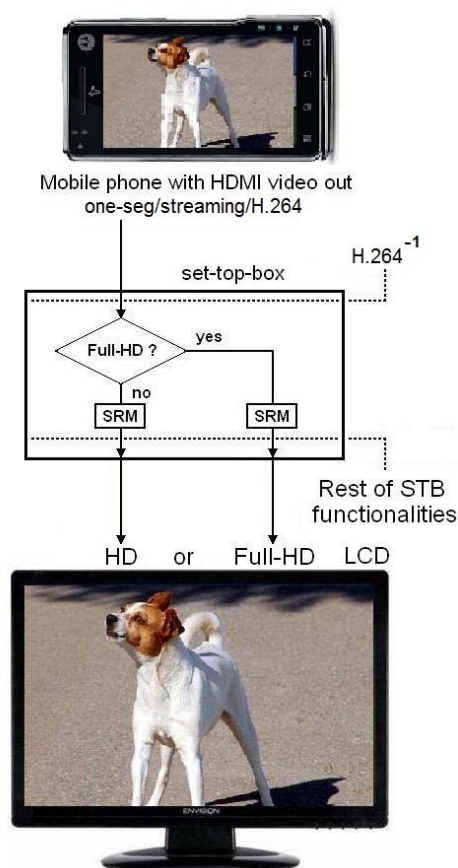 Mobile phone with HDMI video out
one-seg/streaming/H.264
H.264⁻¹
set-top-box
Full-HD ?
yes
no
SRM
SRM
Rest of STB
functionalities
HD or Full-HD LCD
ENVISION